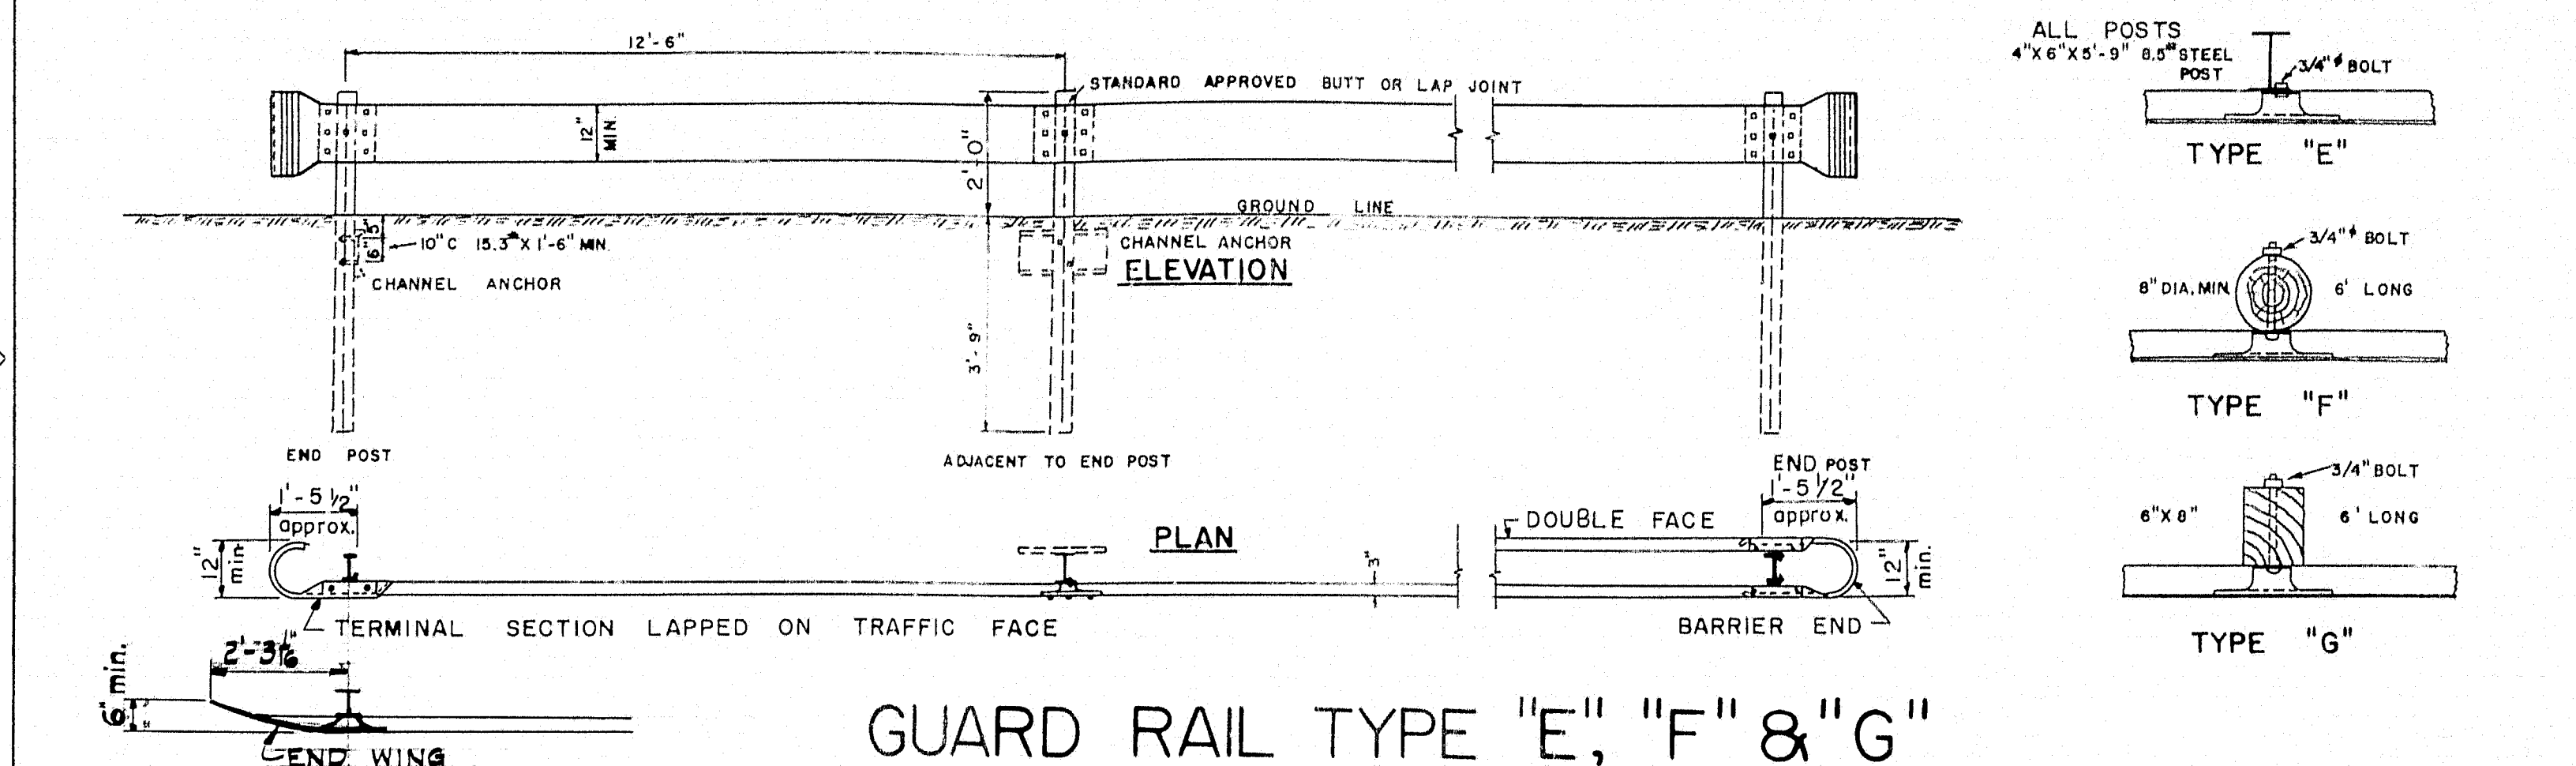 12'-6"
STANDARD APPROVED BUTT OR LAP JOINT
12"
MIN.
2'-0"
GROUND LINE
5"
6"
10" C 15.3# X 1'-6" MIN.
CHANNEL ANCHOR
CHANNEL ANCHOR
ELEVATION
3'-9"
END POST
ADJACENT TO END POST
END POST
1'-5 1/2"
approx.
12"
min.
PLAN
3"
DOUBLE FACE
1'-5 1/2"
approx.
12"
min.
TERMINAL SECTION LAPPED ON TRAFFIC FACE
BARRIER END
2'-3 1/16"
6" min.
END WING
GUARD RAIL TYPE "E", "F" & "G"
ALL POSTS
4"X6"X5'-9" 8.5# STEEL
POST
3/4" ϕ BOLT
TYPE "E"
3/4" ϕ BOLT
8" DIA. MIN.
6' LONG
TYPE "F"
3/4" BOLT
6"X8"
6' LONG
TYPE "G"